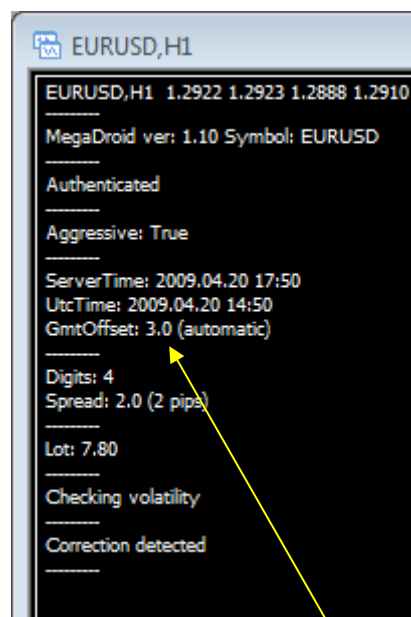 EURUSD,H1
EURUSD,H1 1.2922 1.2923 1.2888 1.2910
----------
MegaDroid ver: 1.10 Symbol: EURUSD
----------
Authenticated
----------
Aggressive: True
----------
ServerTime: 2009.04.20 17:50
UtcTime: 2009.04.20 14:50
GmtOffset: 3.0 (automatic)
----------
Digits: 4
Spread: 2.0 (2 pips)
----------
Lot: 7.80
----------
Checking volatility
----------
Correction detected
----------